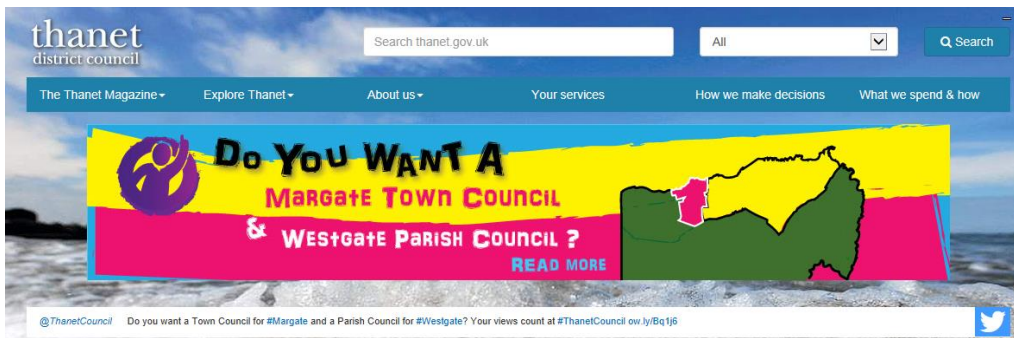 thanet
district council
Search thanet.gov.uk
All
Search
The Thanet Magazine
Explore Thanet
About us
Your services
How we make decisions
What we spend & how
Do You Want A
Margate Town Council
& Westgate Parish Council ?
Read more
@ThanetCouncil Do you want a Town Council for #Margate and a Parish Council for #Westgate? Your views count at #ThanetCouncil ow.ly/Bq1j6